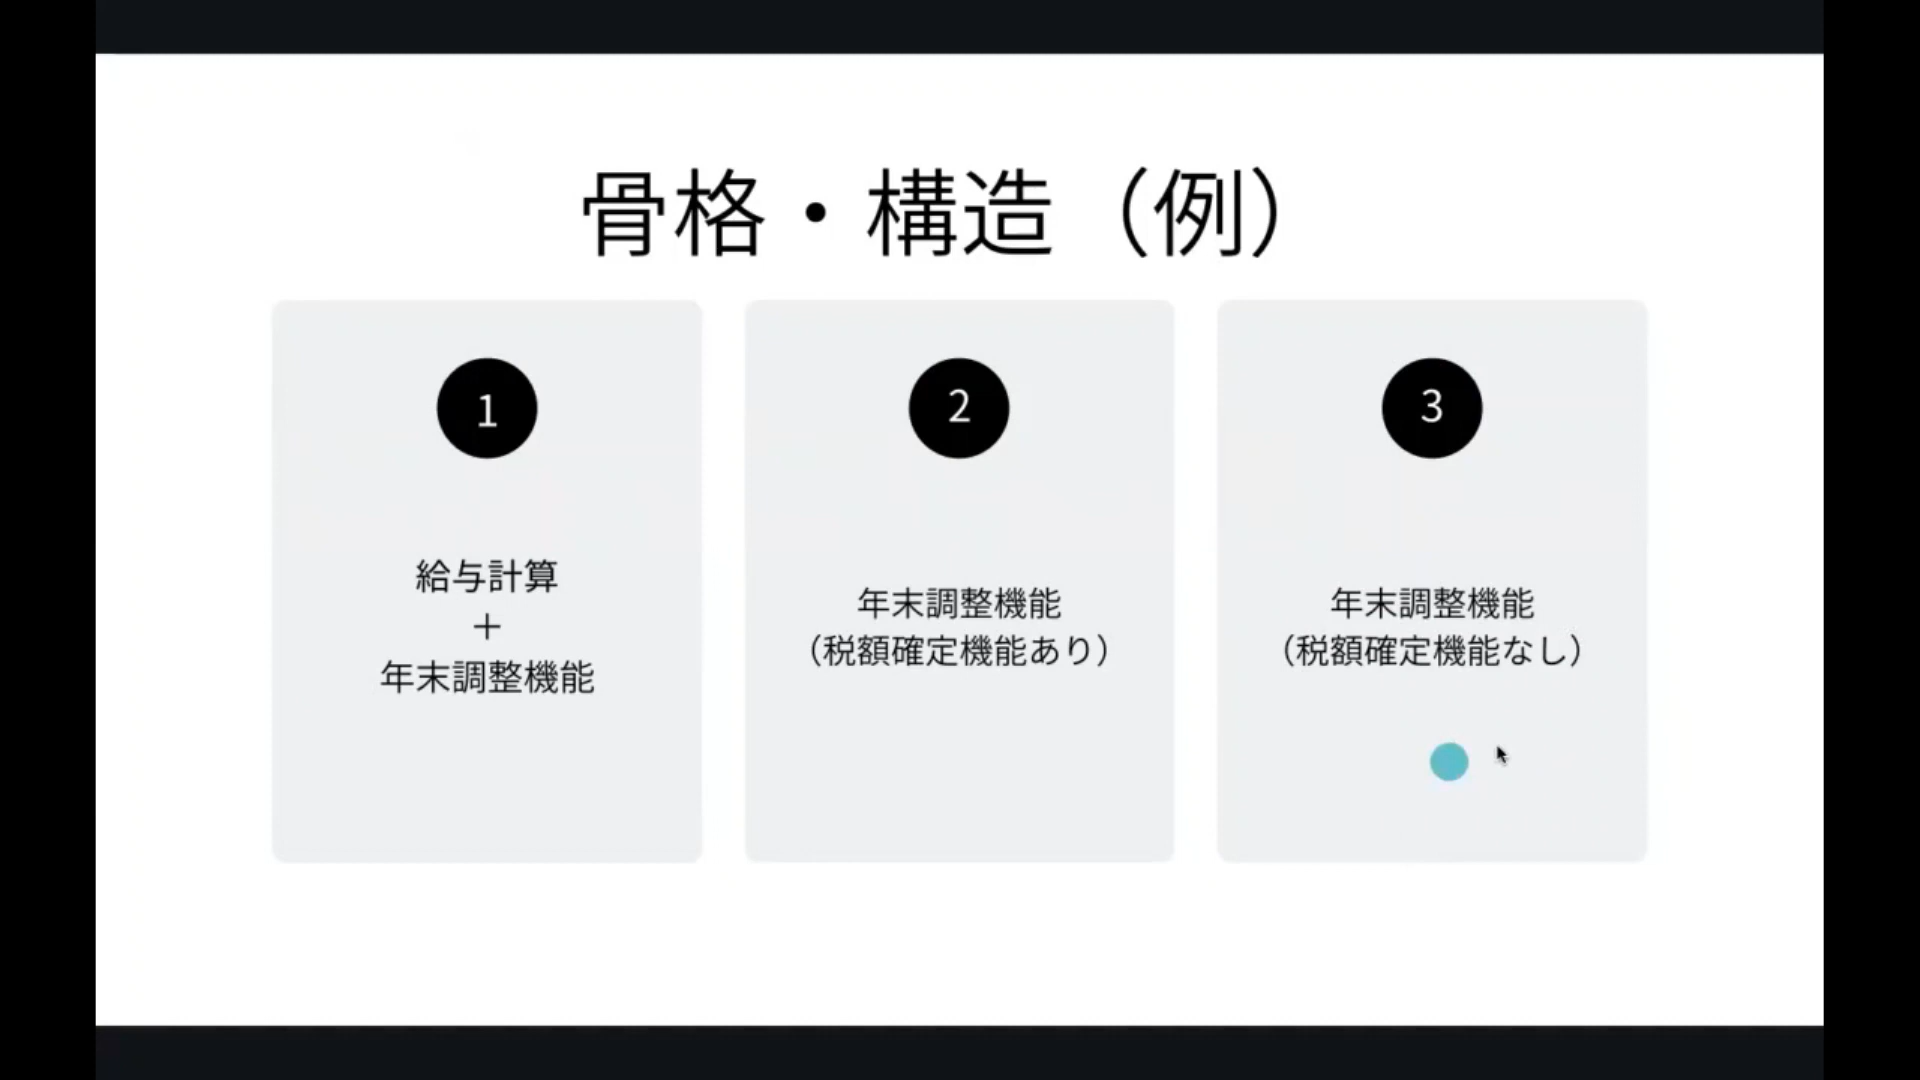 骨格・構造（例）
1
給与計算
＋
年末調整機能
2
年末調整機能
（税額確定機能あり）
3
年末調整機能
（税額確定機能なし）